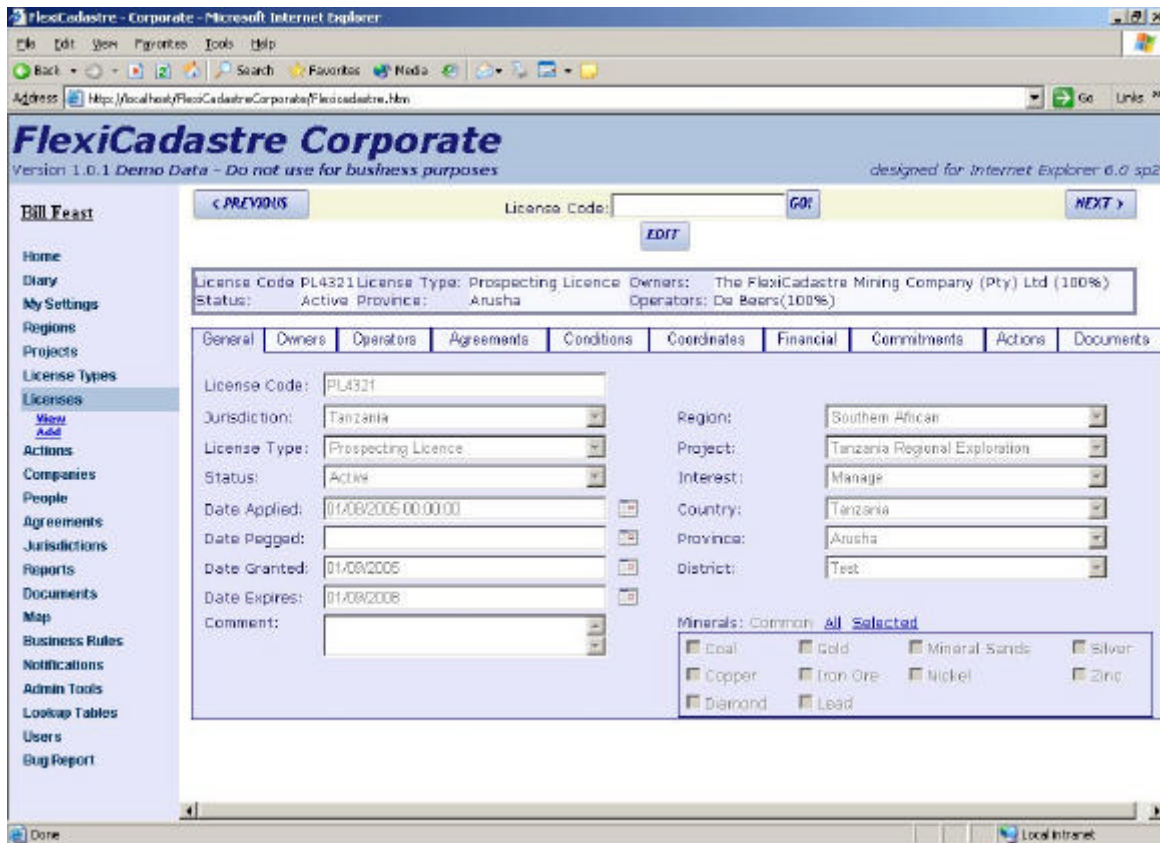 FlexiCadastre - Corporate - Microsoft Internet Explorer
File Edit View Favorites Tools Help
Back Search Favorites Media
Address http://localhost/FlexiCadastreCorporate/Flexicadastre.htm Go Links
FlexiCadastre Corporate
Version 1.0.1 Demo Data - Do not use for business purposes designed for Internet Explorer 6.0 sp2
Bill Feast
< PREVIOUS License Code: GO! NEXT >
EDIT
Home
Diary
My Settings
Regions
Projects
License Types
Licenses
View
Add
Actions
Companies
People
Agreements
Jurisdictions
Reports
Documents
Map
Business Rules
Notifications
Admin Tools
Lookup Tables
Users
Bug Report
License Code PL4321 License Type: Prospecting Licence Owners: The FlexiCadastre Mining Company (Pty) Ltd (100%)
Status: Active Province: Arusha Operators: De Beers(100%)
General Owners Operators Agreements Conditions Coordinates Financial Commitments Actions Documents
License Code: PL4321
Jurisdiction: Tanzania Region: Southern African
License Type: Prospecting Licence Project: Tanzania Regional Exploration
Status: Active Interest: Manage
Date Applied: 01/08/2005 00:00:00 Country: Tanzania
Date Pegged: Province: Arusha
Date Granted: 01/09/2005 District: Test
Date Expires: 01/09/2008
Comment: Minerals: Common All Selected
Coal Gold Mineral Sands Silver
Copper Iron Ore Nickel Zinc
Diamond Lead
Done Local intranet